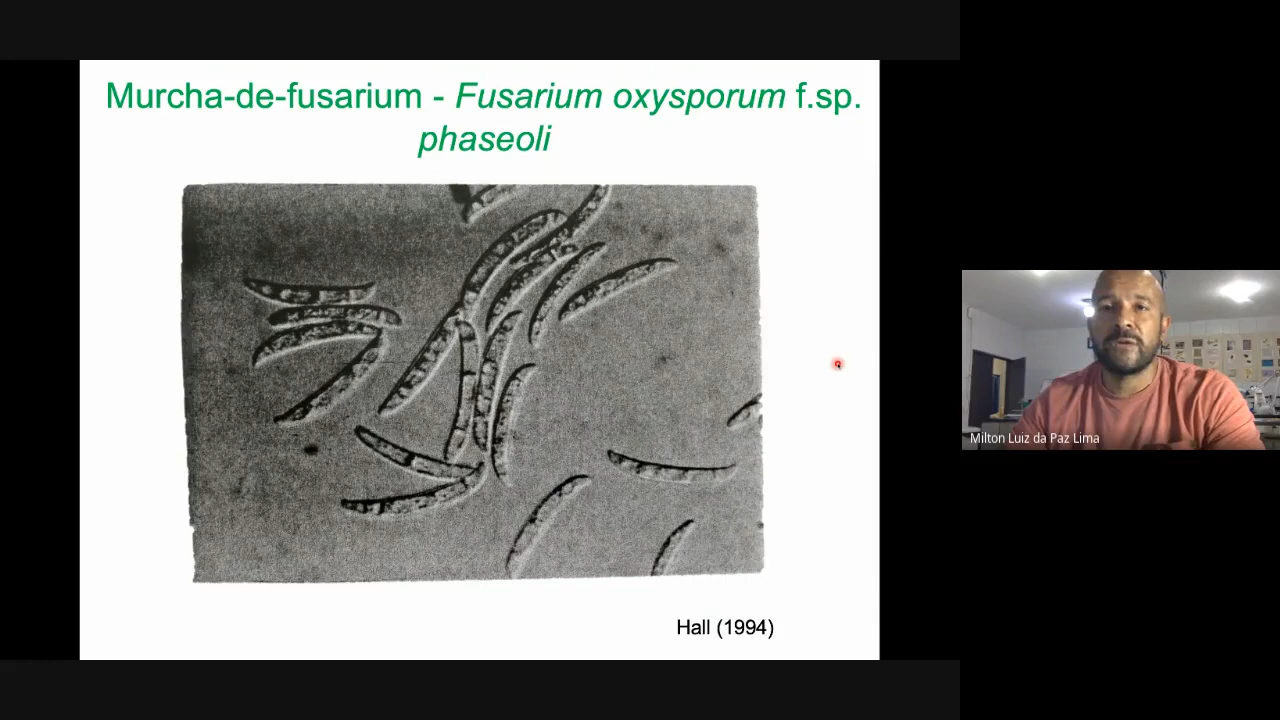 Murcha-de-fusarium - Fusarium oxysporum f.sp.
phaseoli
Hall (1994)
Milton Luiz da Paz Lima